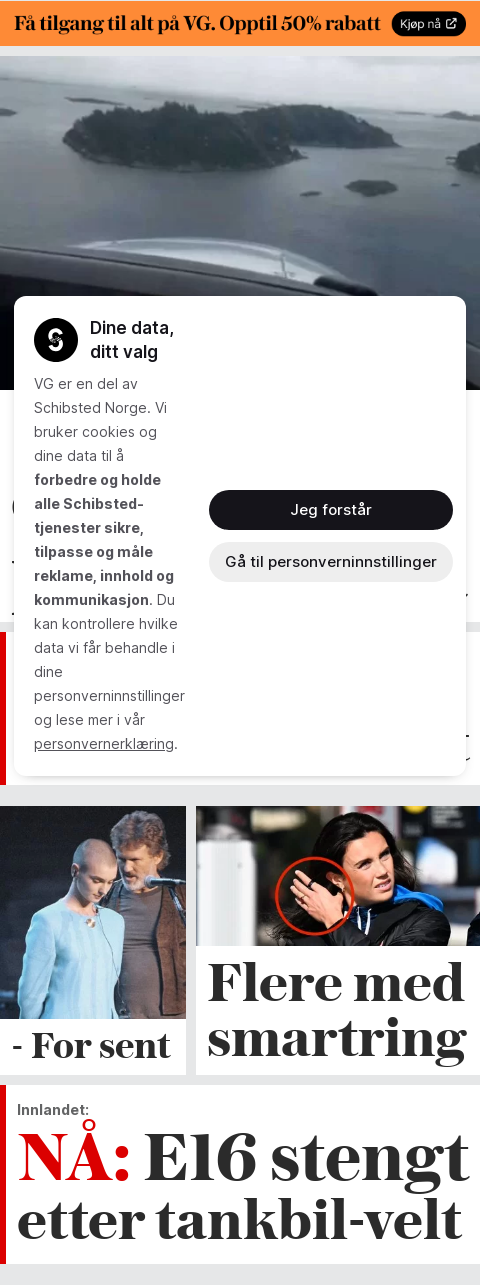 Få tilgang til alt på VG. Opptil 50% rabatt
Kjøp nå
Dine data,
ditt valg
VG er en del av
Schibsted Norge. Vi
bruker cookies og
dine data til å
forbedre og holde
alle Schibsted-
tjenester sikre,
tilpasse og måle
reklame, innhold og
kommunikasjon. Du
kan kontrollere hvilke
data vi får behandle i
dine
personverninnstillinger
og lese mer i vår
personvernerklæring.
Jeg forstår
Gå til personverninnstillinger
- For sent
Flere med
smartring
Innlandet:
NÅ: E16 stengt
etter tankbil-velt